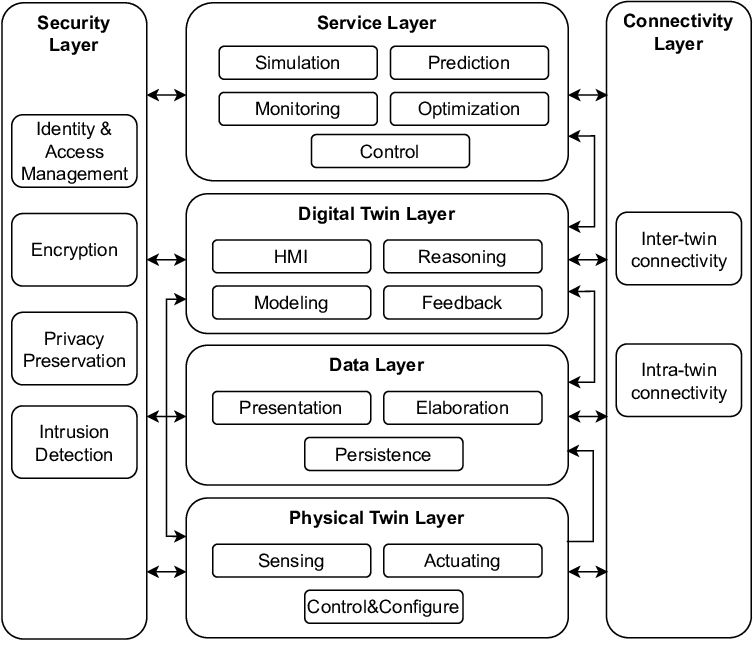 Security
Layer
Identity &
Access
Management
Encryption
Privacy
Preservation
Intrusion
Detection
Service Layer
Simulation
Prediction
Monitoring
Optimization
Control
Digital Twin Layer
HMI
Reasoning
Modeling
Feedback
Data Layer
Presentation
Elaboration
Persistence
Physical Twin Layer
Sensing
Actuating
Control&Configure
Connectivity
Layer
Inter-twin
connectivity
Intra-twin
connectivity